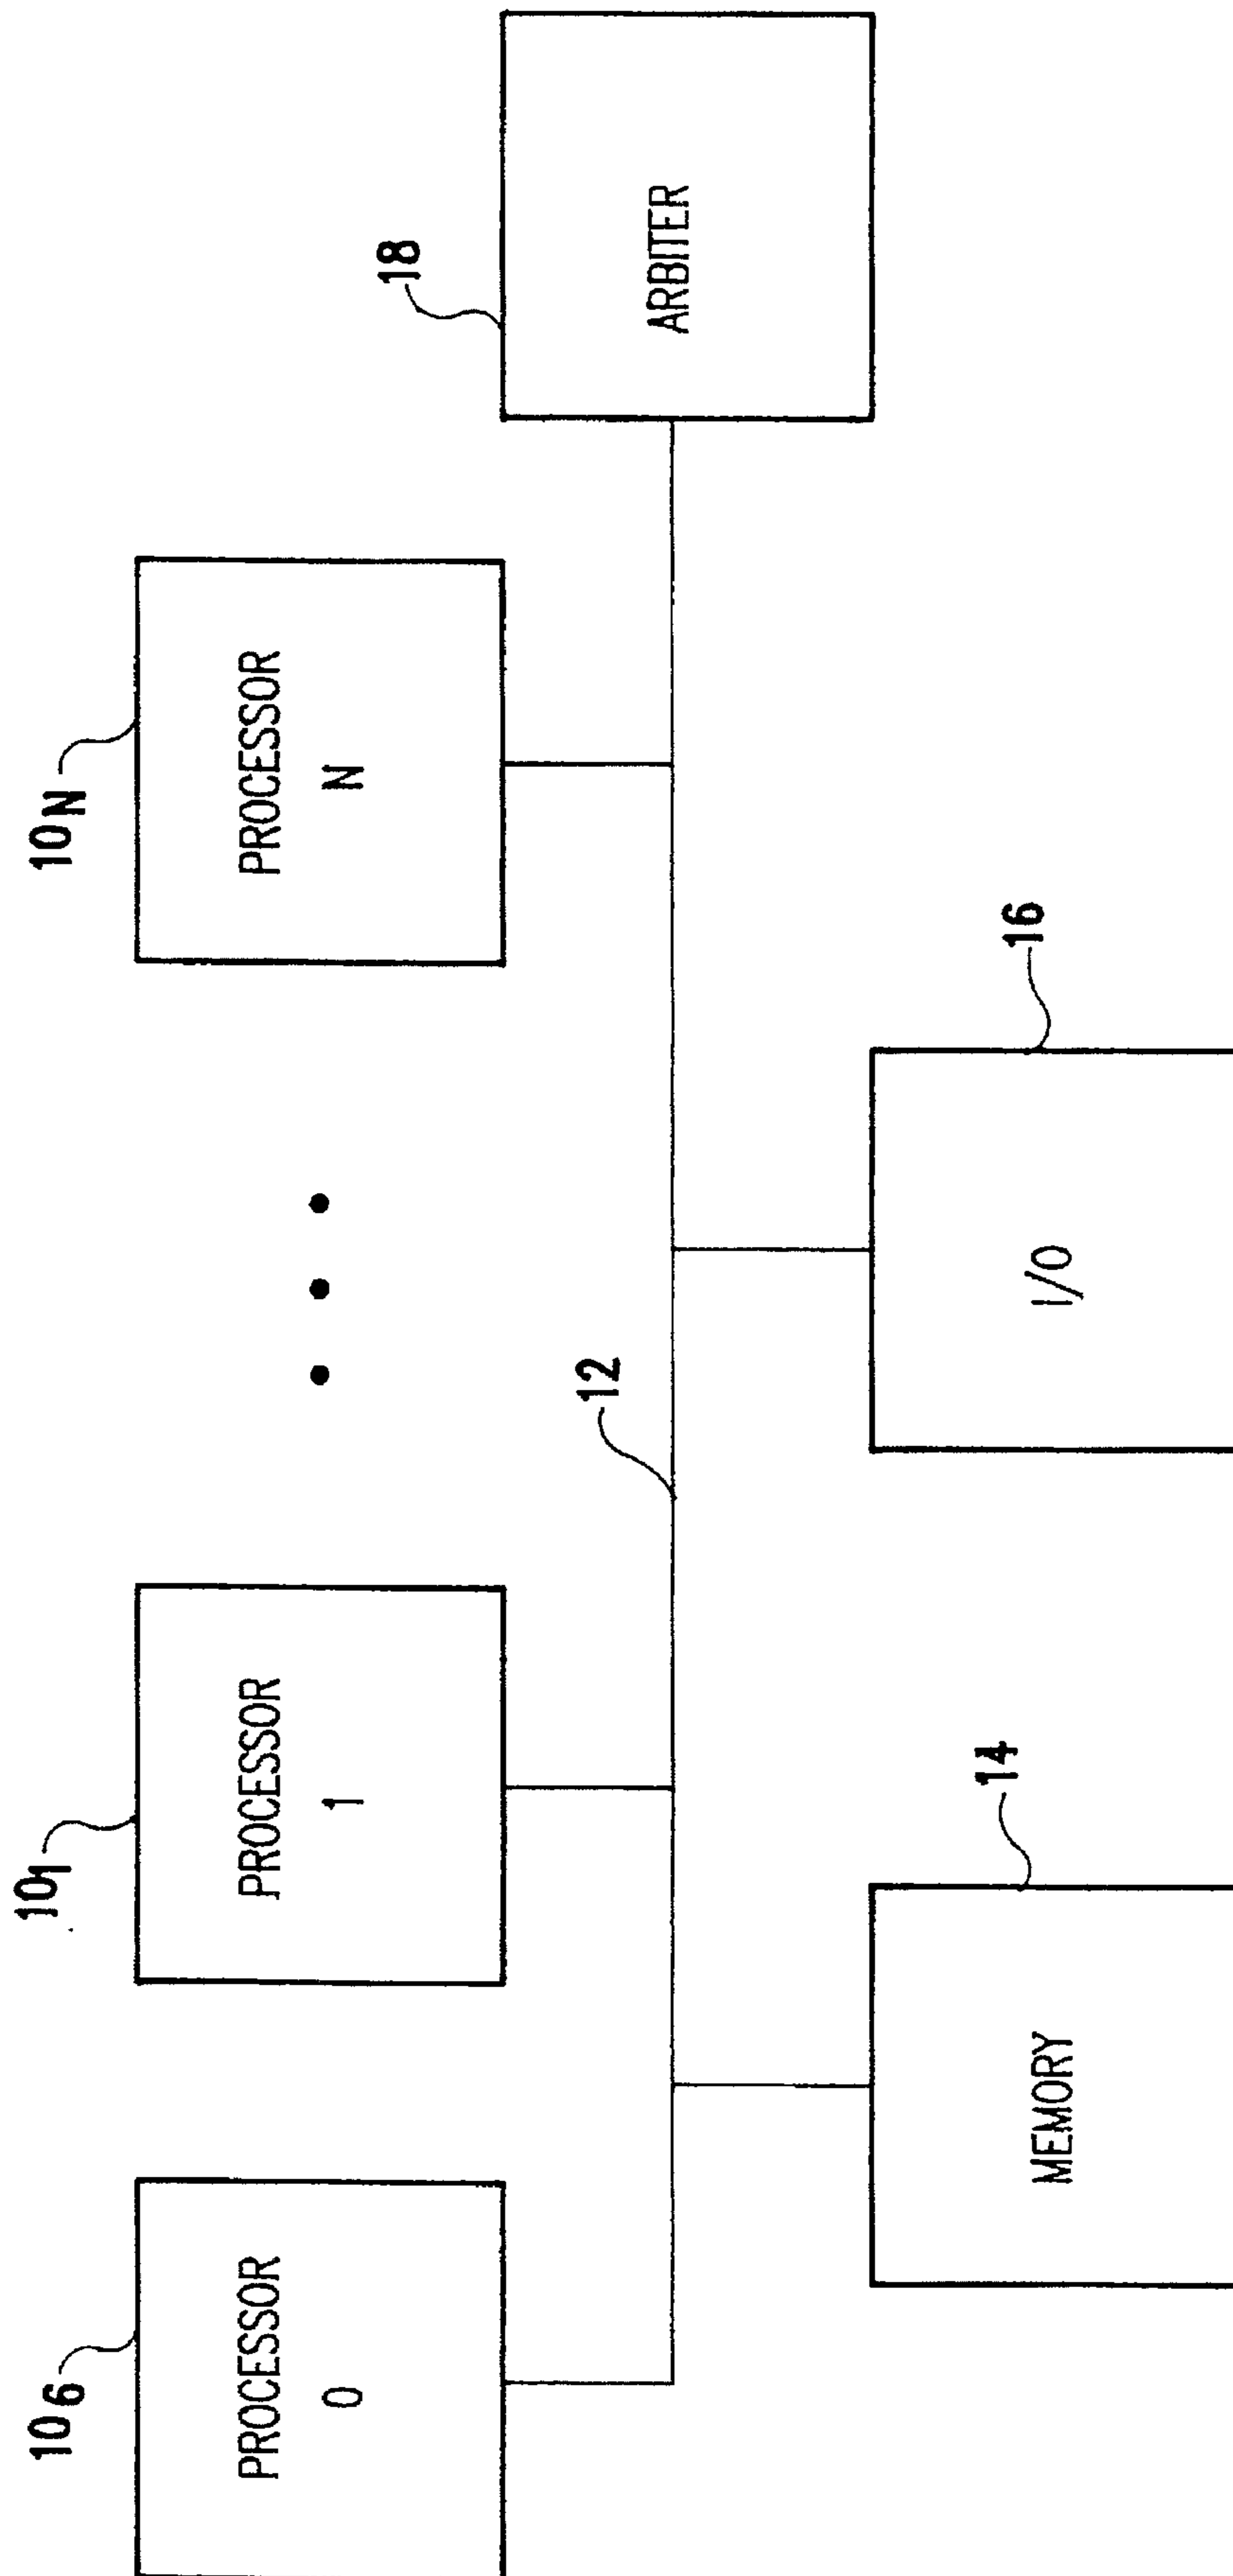 10₆
PROCESSOR
0
10₁
PROCESSOR
1
10N
PROCESSOR
N
12
18
ARBITER
14
MEMORY
16
I/O